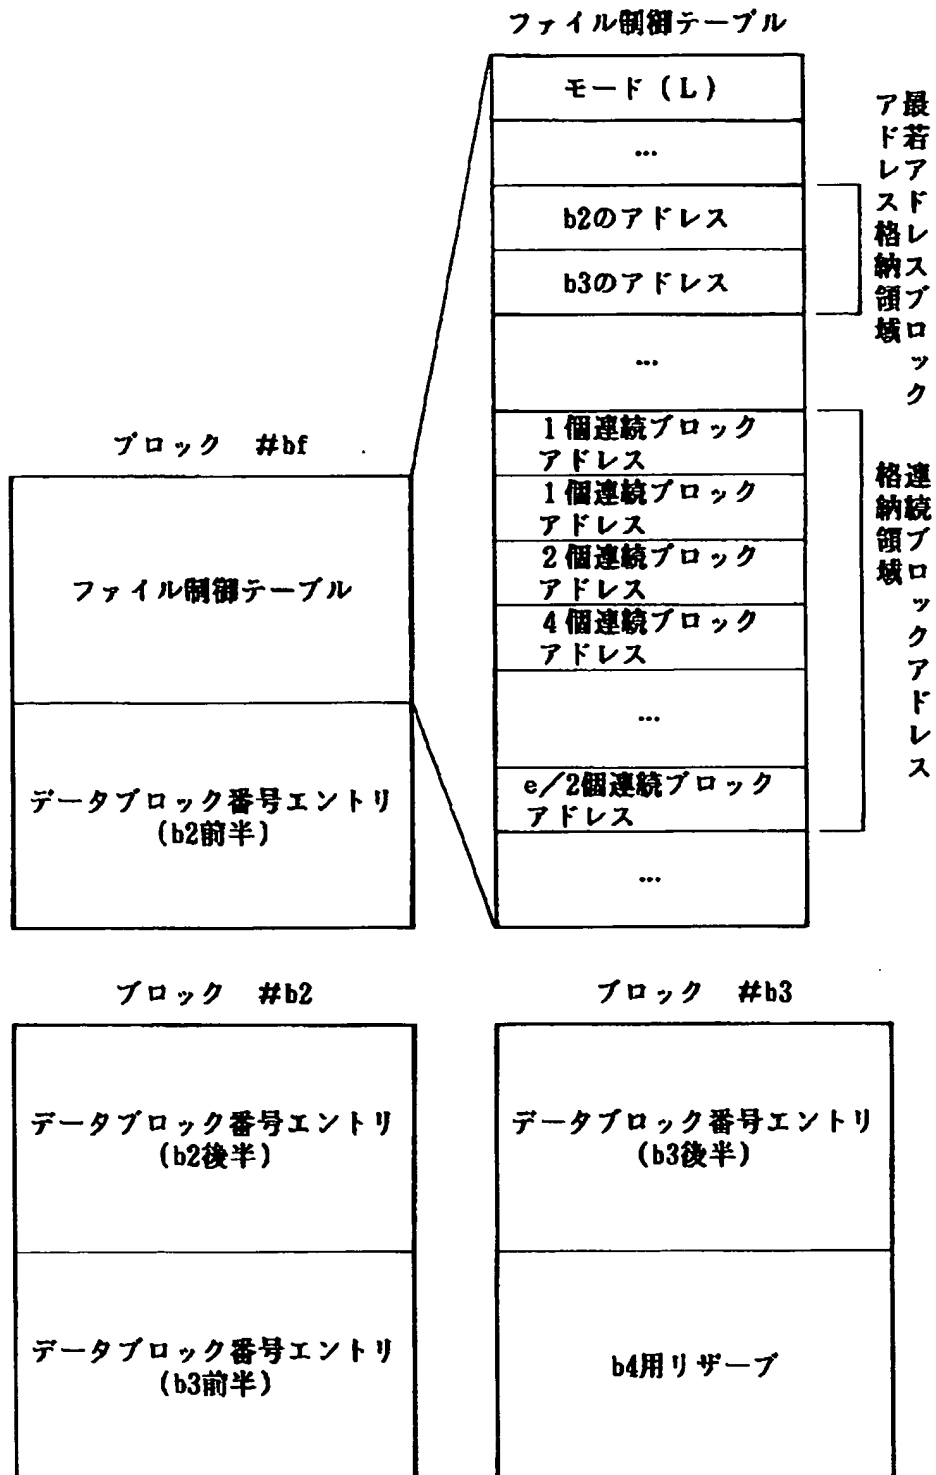 ファイル制御テーブル
モード（L）
…
b2のアドレス
b3のアドレス
…
1個連続ブロック
アドレス
1個連続ブロック
アドレス
2個連続ブロック
アドレス
4個連続ブロック
アドレス
…
e／2個連続ブロック
アドレス
…
最若アドレスブロック
アドレス格納領域
連続ブロックアドレス
格納領域
ブロック　#bf
ファイル制御テーブル
データブロック番号エントリ
(b2前半)
ブロック　#b2
データブロック番号エントリ
(b2後半)
データブロック番号エントリ
(b3前半)
ブロック　#b3
データブロック番号エントリ
(b3後半)
b4用リザーブ